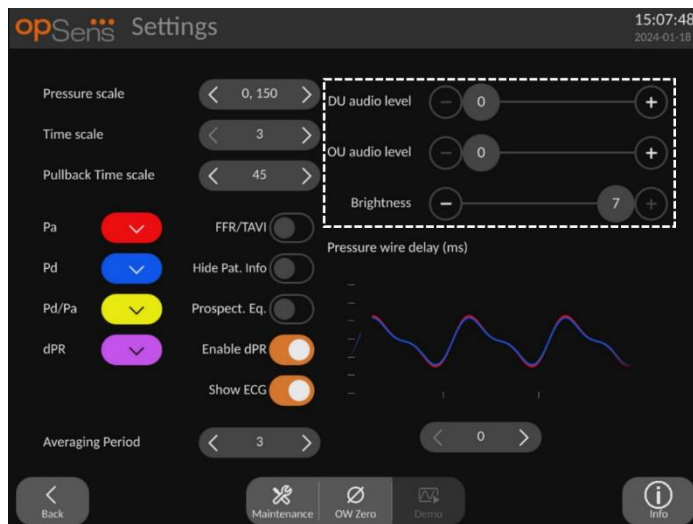 opSens Settings
15:07:48
2024-01-18
Pressure scale 0, 150
Time scale 3
Pullback Time scale 45
DU audio level 0
OU audio level 0
Brightness 7
Pa
Pd
Pd/Pa
dPR
FFR/TAVI
Hide Pat. Info
Prospect. Eq.
Enable dPR
Show ECG
Pressure wire delay (ms)
0
Averaging Period 3
Back
Maintenance
OW Zero
Demo
Info